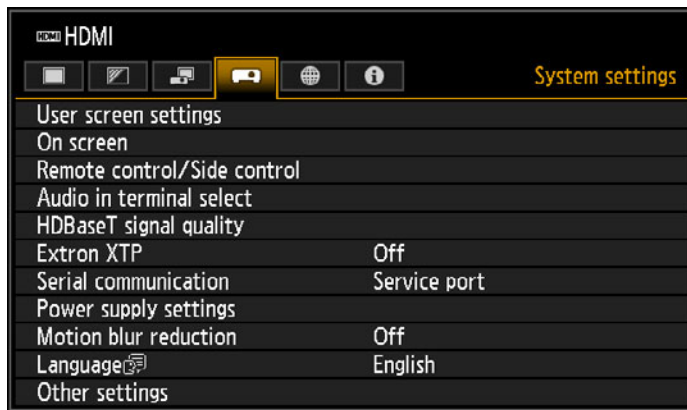 HDMI HDMI
System settings
User screen settings
On screen
Remote control/Side control
Audio in terminal select
HDBaseT signal quality
Extron XTP Off
Serial communication Service port
Power supply settings
Motion blur reduction Off
Language English
Other settings